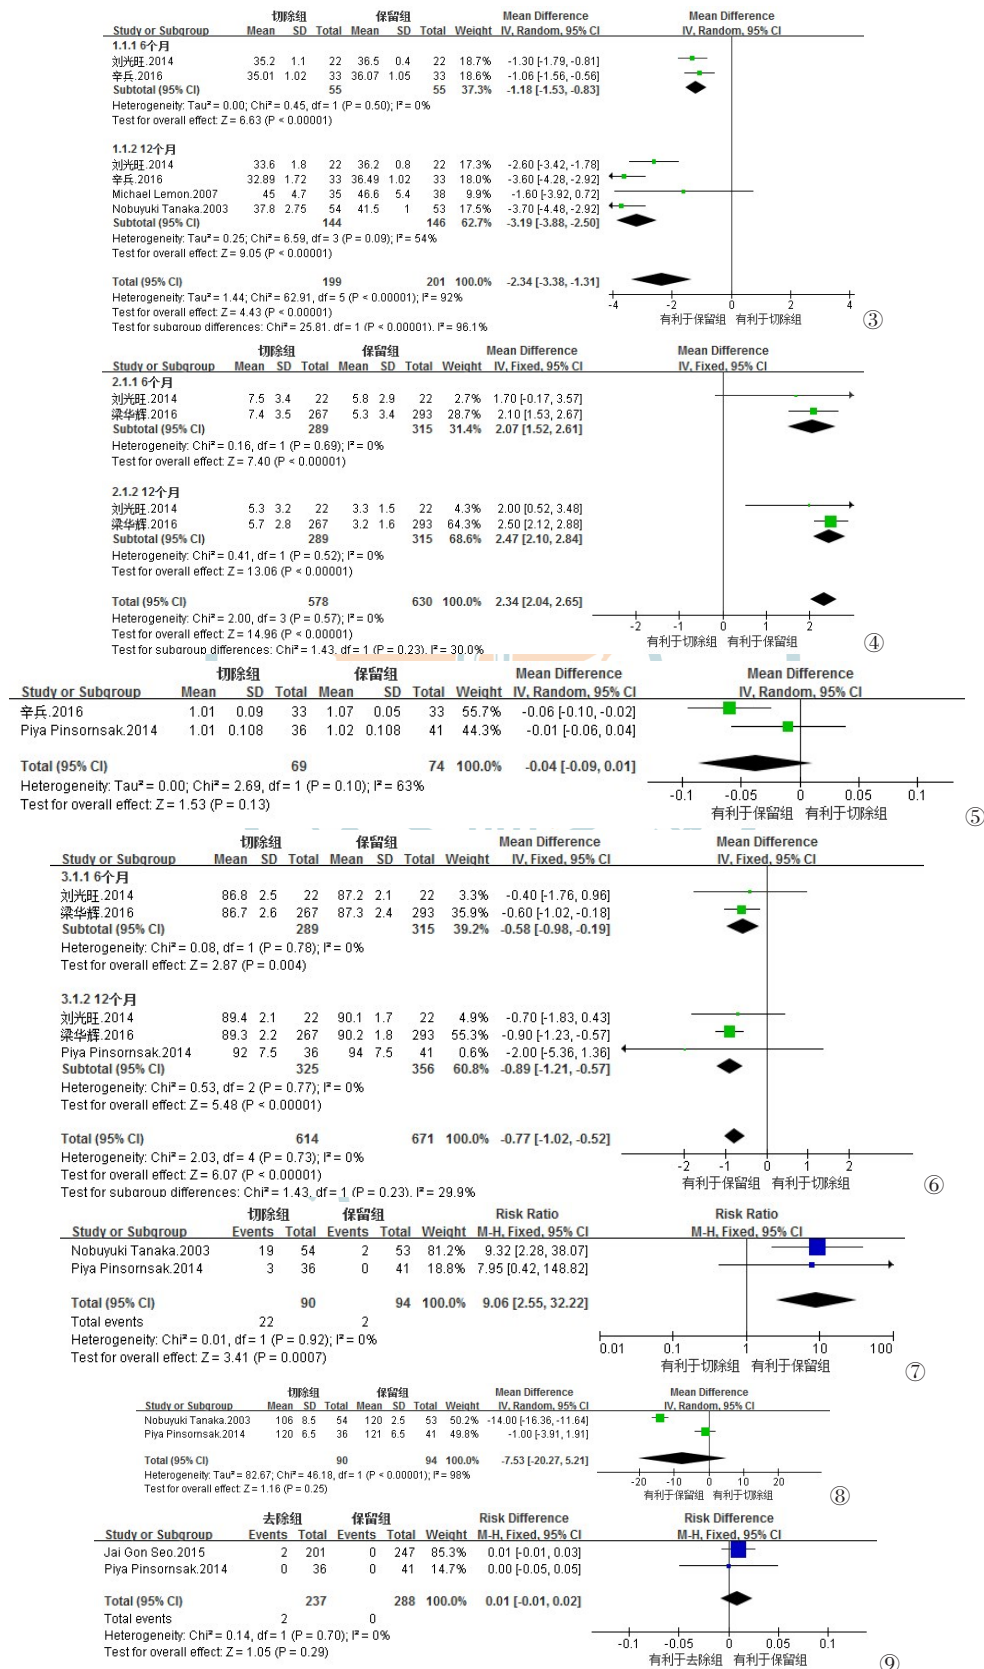 切除组 保留组 Mean Difference Mean Difference
Study or Subgroup Mean SD Total Mean SD Total Weight IV, Random, 95% CI IV, Random, 95% CI
1.1.1 6个月
刘光旺.2014 35.2 1.1 22 36.5 0.4 22 18.7% -1.30 [-1.79, -0.81]
辛兵.2016 35.01 1.02 33 36.07 1.05 33 18.6% -1.06 [-1.56, -0.56]
Subtotal (95% CI) 55 55 37.3% -1.18 [-1.53, -0.83]
Heterogeneity: Tau² = 0.00; Chi² = 0.45, df = 1 (P = 0.50); I² = 0%
Test for overall effect: Z = 6.63 (P < 0.00001)
1.1.2 12个月
刘光旺.2014 33.6 1.8 22 36.2 0.8 22 17.3% -2.60 [-3.42, -1.78]
辛兵.2016 32.89 1.72 33 36.49 1.02 33 18.0% -3.60 [-4.28, -2.92]
Michael Lemon.2007 45 4.7 35 46.6 5.4 38 9.9% -1.60 [-3.92, 0.72]
Nobuyuki Tanaka.2003 37.8 2.75 54 41.5 1 53 17.5% -3.70 [-4.48, -2.92]
Subtotal (95% CI) 144 146 62.7% -3.19 [-3.88, -2.50]
Heterogeneity: Tau² = 0.25; Chi² = 6.59, df = 3 (P = 0.09); I² = 54%
Test for overall effect: Z = 9.05 (P < 0.00001)
Total (95% CI) 199 201 100.0% -2.34 [-3.38, -1.31]
Heterogeneity: Tau² = 1.44; Chi² = 62.91, df = 5 (P < 0.00001); I² = 92%
Test for overall effect: Z = 4.43 (P < 0.00001)
Test for subgroup differences: Chi² = 25.81, df = 1 (P < 0.00001), I² = 96.1%
-4 -2 0 2 4
有利于保留组 有利于切除组 ③
切除组 保留组 Mean Difference Mean Difference
Study or Subgroup Mean SD Total Mean SD Total Weight IV, Fixed, 95% CI IV, Fixed, 95% CI
2.1.1 6个月
刘光旺.2014 7.5 3.4 22 5.8 2.9 22 2.7% 1.70 [-0.17, 3.57]
梁华辉.2016 7.4 3.5 267 5.3 3.4 293 28.7% 2.10 [1.53, 2.67]
Subtotal (95% CI) 289 315 31.4% 2.07 [1.52, 2.61]
Heterogeneity: Chi² = 0.16, df = 1 (P = 0.69); I² = 0%
Test for overall effect: Z = 7.40 (P < 0.00001)
2.1.2 12个月
刘光旺.2014 5.3 3.2 22 3.3 1.5 22 4.3% 2.00 [0.52, 3.48]
梁华辉.2016 5.7 2.8 267 3.2 1.6 293 64.3% 2.50 [2.12, 2.88]
Subtotal (95% CI) 289 315 68.6% 2.47 [2.10, 2.84]
Heterogeneity: Chi² = 0.41, df = 1 (P = 0.52); I² = 0%
Test for overall effect: Z = 13.06 (P < 0.00001)
Total (95% CI) 578 630 100.0% 2.34 [2.04, 2.65]
Heterogeneity: Chi² = 2.00, df = 3 (P = 0.57); I² = 0%
Test for overall effect: Z = 14.96 (P < 0.00001)
Test for subgroup differences: Chi² = 1.43, df = 1 (P = 0.23), I² = 30.0%
-2 -1 0 1 2
有利于切除组 有利于保留组 ④
切除组 保留组 Mean Difference Mean Difference
Study or Subgroup Mean SD Total Mean SD Total Weight IV, Random, 95% CI IV, Random, 95% CI
辛兵.2016 1.01 0.09 33 1.07 0.05 33 55.7% -0.06 [-0.10, -0.02]
Piya Pinsornsak.2014 1.01 0.108 36 1.02 0.108 41 44.3% -0.01 [-0.06, 0.04]
Total (95% CI) 69 74 100.0% -0.04 [-0.09, 0.01]
Heterogeneity: Tau² = 0.00; Chi² = 2.69, df = 1 (P = 0.10); I² = 63%
Test for overall effect: Z = 1.53 (P = 0.13)
-0.1 -0.05 0 0.05 0.1
有利于保留组 有利于切除组 ⑤
切除组 保留组 Mean Difference Mean Difference
Study or Subgroup Mean SD Total Mean SD Total Weight IV, Fixed, 95% CI IV, Fixed, 95% CI
3.1.1 6个月
刘光旺.2014 86.8 2.5 22 87.2 2.1 22 3.3% -0.40 [-1.76, 0.96]
梁华辉.2016 86.7 2.6 267 87.3 2.4 293 35.9% -0.60 [-1.02, -0.18]
Subtotal (95% CI) 289 315 39.2% -0.58 [-0.98, -0.19]
Heterogeneity: Chi² = 0.08, df = 1 (P = 0.78); I² = 0%
Test for overall effect: Z = 2.87 (P = 0.004)
3.1.2 12个月
刘光旺.2014 89.4 2.1 22 90.1 1.7 22 4.9% -0.70 [-1.83, 0.43]
梁华辉.2016 89.3 2.2 267 90.2 1.8 293 55.3% -0.90 [-1.23, -0.57]
Piya Pinsornsak.2014 92 7.5 36 94 7.5 41 0.6% -2.00 [-5.36, 1.36]
Subtotal (95% CI) 325 356 60.8% -0.89 [-1.21, -0.57]
Heterogeneity: Chi² = 0.53, df = 2 (P = 0.77); I² = 0%
Test for overall effect: Z = 5.48 (P < 0.00001)
Total (95% CI) 614 671 100.0% -0.77 [-1.02, -0.52]
Heterogeneity: Chi² = 2.03, df = 4 (P = 0.73); I² = 0%
Test for overall effect: Z = 6.07 (P < 0.00001)
Test for subgroup differences: Chi² = 1.43, df = 1 (P = 0.23), I² = 29.9%
-2 -1 0 1 2
有利于保留组 有利于切除组 ⑥
切除组 保留组 Risk Ratio Risk Ratio
Study or Subgroup Events Total Events Total Weight M-H, Fixed, 95% CI M-H, Fixed, 95% CI
Nobuyuki Tanaka.2003 19 54 2 53 81.2% 9.32 [2.28, 38.07]
Piya Pinsornsak.2014 3 36 0 41 18.8% 7.95 [0.42, 148.82]
Total (95% CI) 90 94 100.0% 9.06 [2.55, 32.22]
Total events 22 2
Heterogeneity: Chi² = 0.01, df = 1 (P = 0.92); I² = 0%
Test for overall effect: Z = 3.41 (P = 0.0007)
0.01 0.1 1 10 100
有利于切除组 有利于保留组 ⑦
切除组 保留组 Mean Difference Mean Difference
Study or Subgroup Mean SD Total Mean SD Total Weight IV, Random, 95% CI IV, Random, 95% CI
Nobuyuki Tanaka.2003 106 8.5 54 120 2.5 53 50.2% -14.00 [-16.36, -11.64]
Piya Pinsornsak.2014 120 6.5 36 121 6.5 41 49.8% -1.00 [-3.91, 1.91]
Total (95% CI) 90 94 100.0% -7.53 [-20.27, 5.21]
Heterogeneity: Tau² = 82.67; Chi² = 46.18, df = 1 (P < 0.00001); I² = 98%
Test for overall effect: Z = 1.16 (P = 0.25)
-20 -10 0 10 20
有利于保留组 有利于切除组 ⑧
去除组 保留组 Risk Difference Risk Difference
Study or Subgroup Events Total Events Total Weight M-H, Fixed, 95% CI M-H, Fixed, 95% CI
Jai Gon Seo.2015 2 201 0 247 85.3% 0.01 [-0.01, 0.03]
Piya Pinsornsak.2014 0 36 0 41 14.7% 0.00 [-0.05, 0.05]
Total (95% CI) 237 288 100.0% 0.01 [-0.01, 0.02]
Total events 2 0
Heterogeneity: Chi² = 0.14, df = 1 (P = 0.70); I² = 0%
Test for overall effect: Z = 1.05 (P = 0.29)
-0.1 -0.05 0 0.05 0.1
有利于去除组 有利于保留组 ⑨